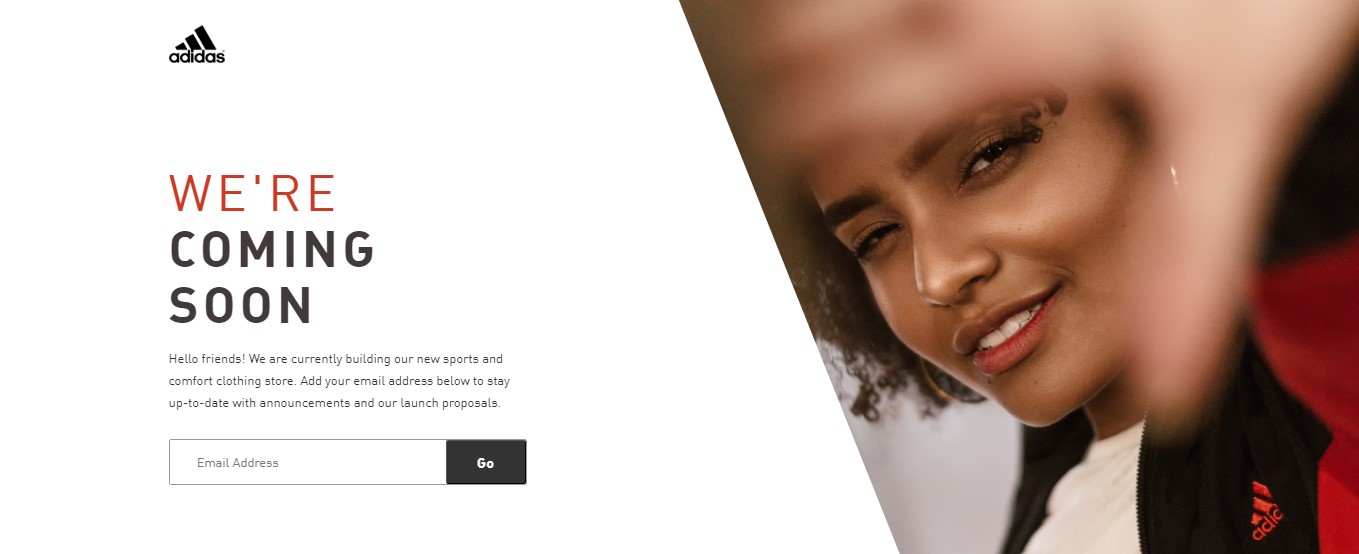 adidas
WE'RE
COMING
SOON
Hello friends! We are currently building our new sports and
comfort clothing store. Add your email address below to stay
up-to-date with announcements and our launch proposals.
Email Address Go
adid